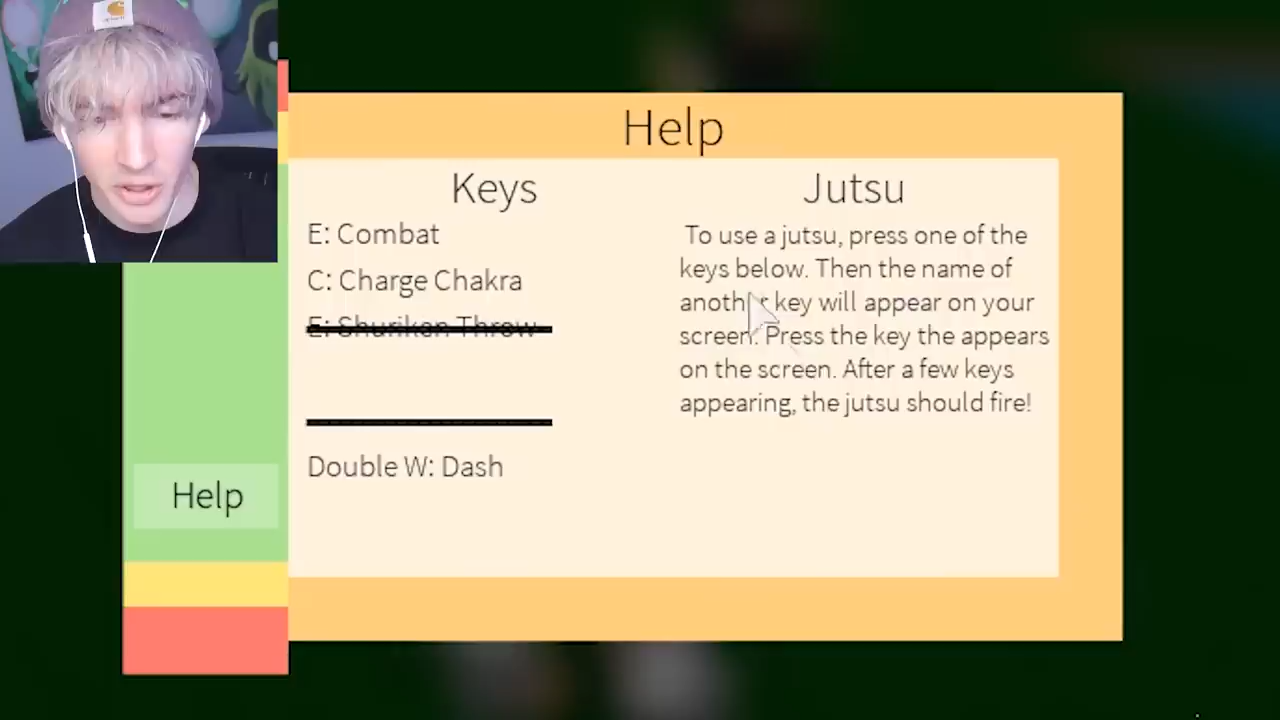 Help
Keys
E: Combat
C: Charge Chakra
E: Shuriken Throw
Double W: Dash
Jutsu
To use a jutsu, press one of the
keys below. Then the name of
another key will appear on your
screen. Press the key the appears
on the screen. After a few keys
appearing, the jutsu should fire!
Help